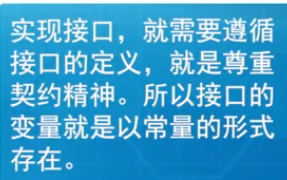 实现接口，就需要遵循
接口的定义，就是尊重
契约精神。所以接口的
变量就是以常量的形式
存在。